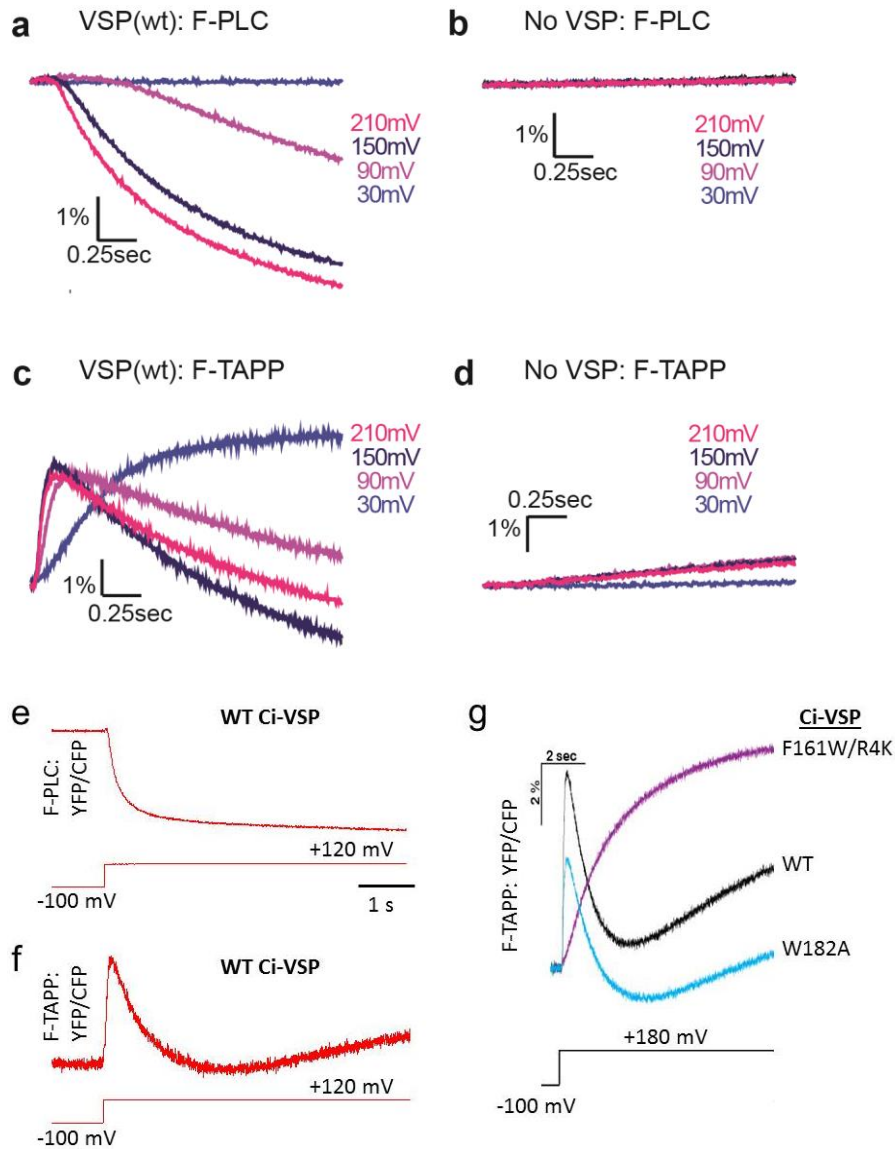 a VSP(wt): F-PLC
210mV
150mV
90mV
30mV
1%
0.25sec
b No VSP: F-PLC
1%
0.25sec
210mV
150mV
90mV
30mV
c VSP(wt): F-TAPP
210mV
150mV
90mV
30mV
1%
0.25sec
d No VSP: F-TAPP
210mV
150mV
90mV
30mV
0.25sec
1%
e WT Ci-VSP
F-PLC:
YFP/CFP
+120 mV
-100 mV
1 s
f WT Ci-VSP
F-TAPP:
YFP/CFP
+120 mV
-100 mV
g Ci-VSP
F161W/R4K
2 sec
2 %
F-TAPP: YFP/CFP
WT
W182A
+180 mV
-100 mV